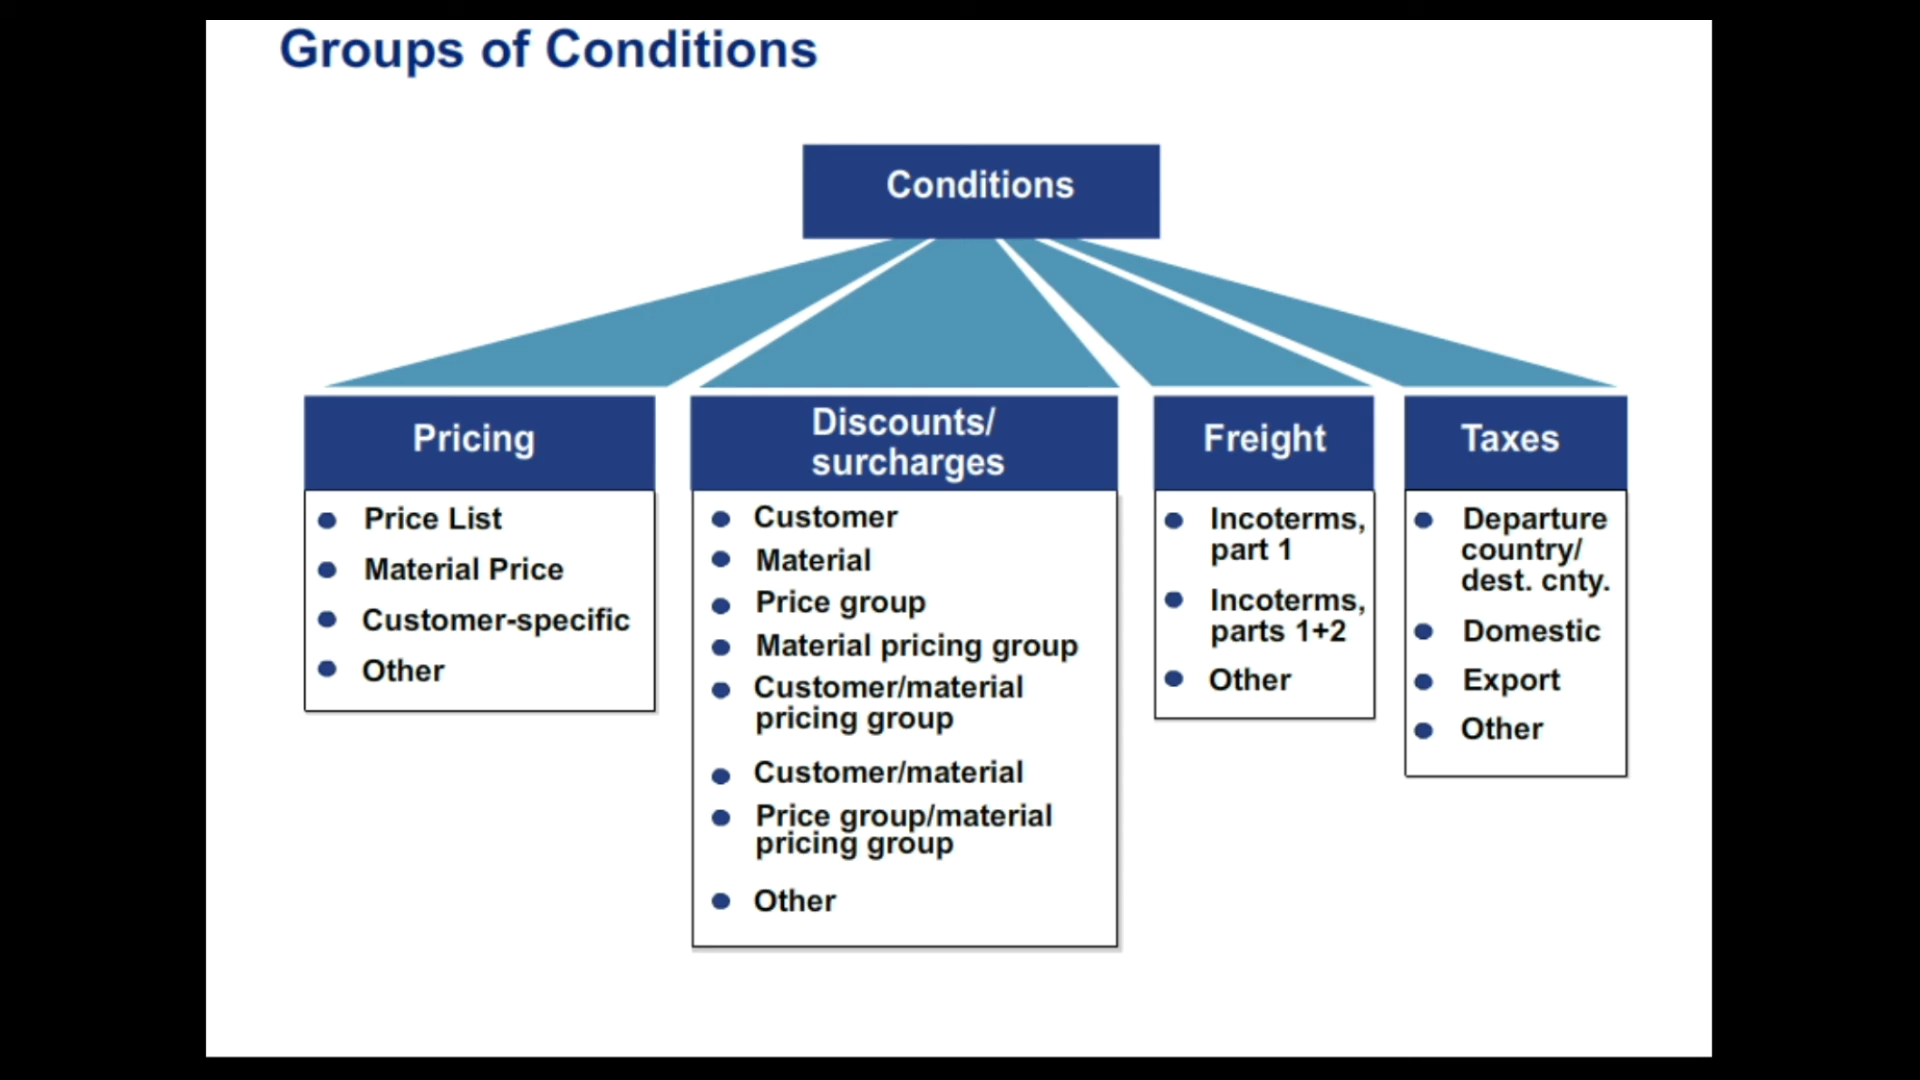 Groups of Conditions
Conditions
Pricing
Price List
Material Price
Customer-specific
Other
Discounts/
surcharges
Customer
Material
Price group
Material pricing group
Customer/material
pricing group
Customer/material
Price group/material
pricing group
Other
Freight
Incoterms,
part 1
Incoterms,
parts 1+2
Other
Taxes
Departure
country/
dest. cnty.
Domestic
Export
Other